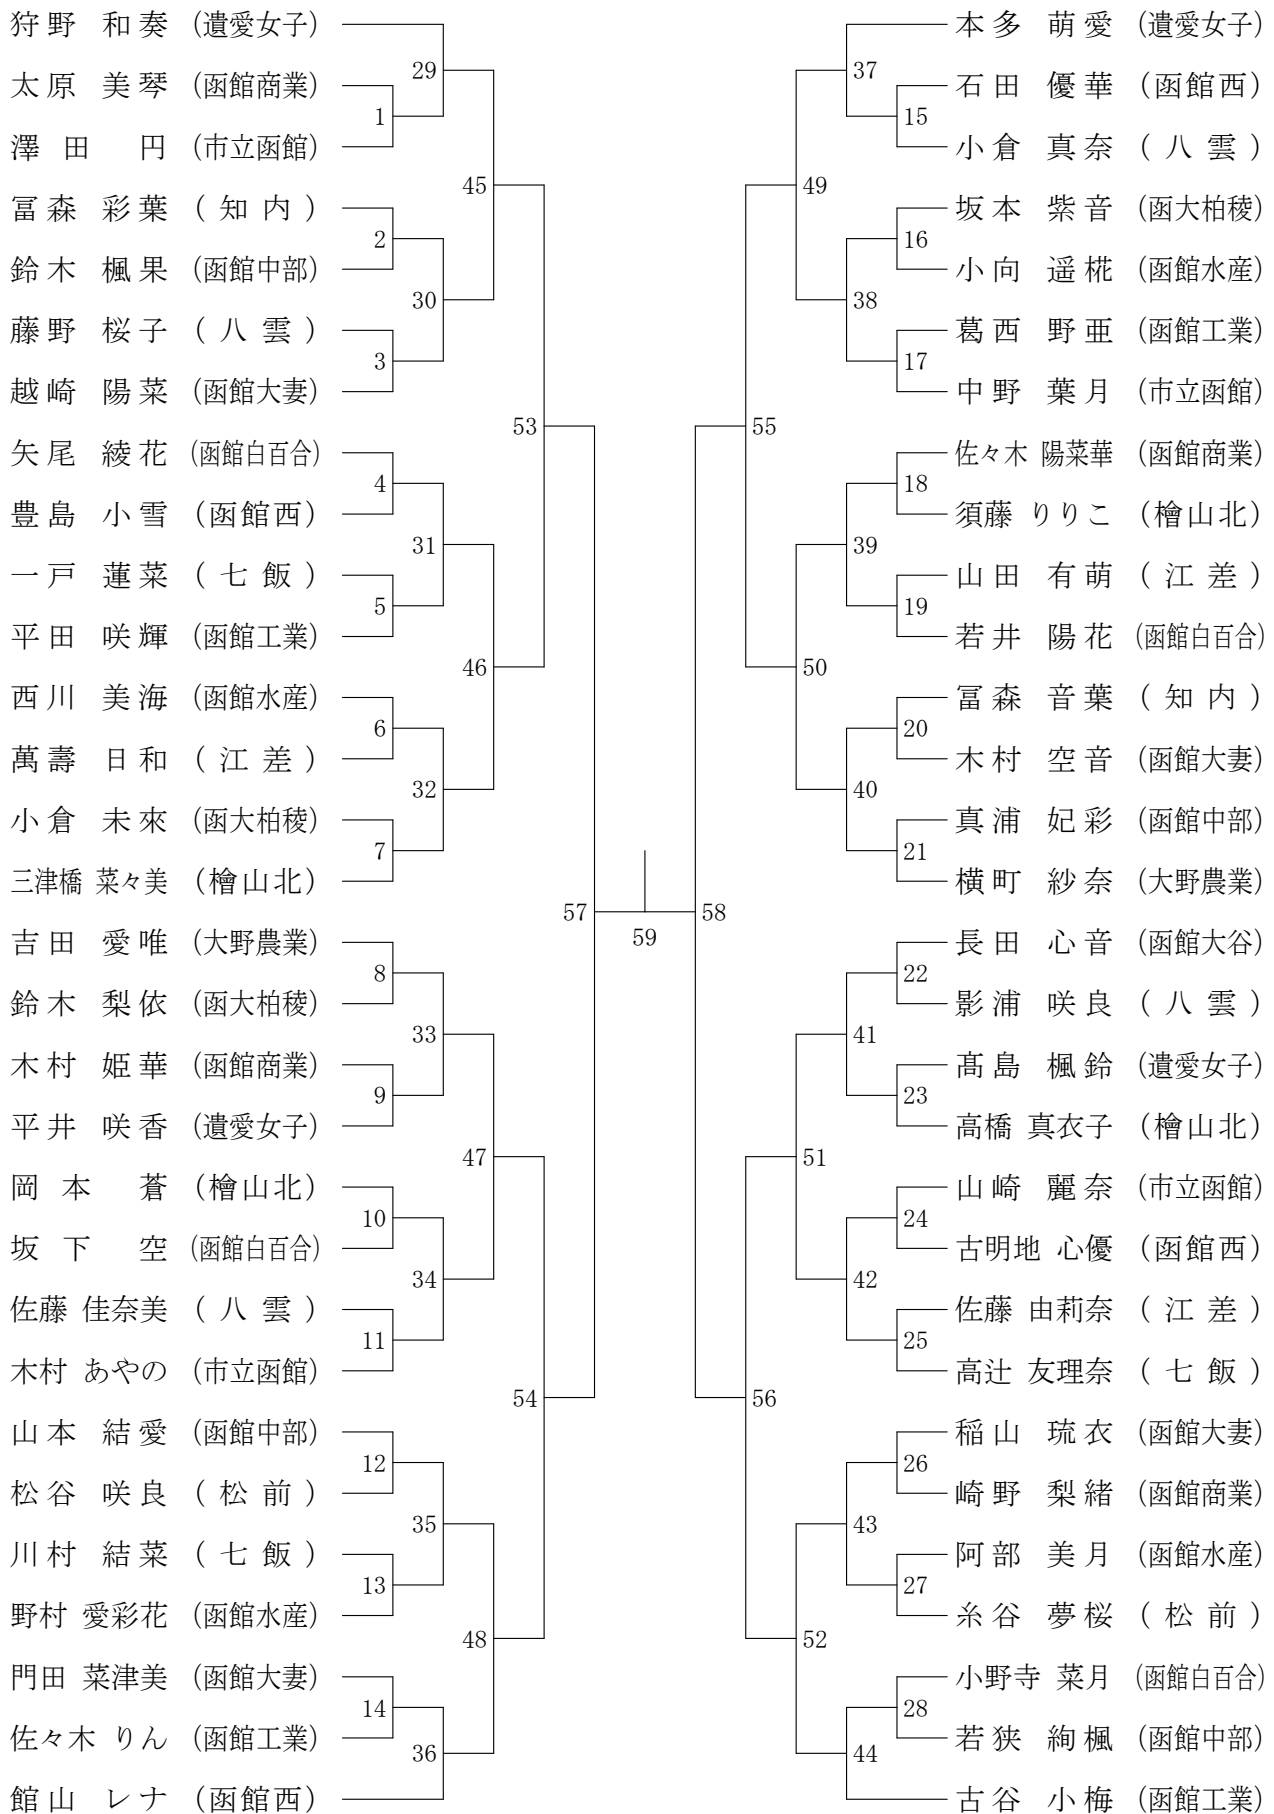 狩野 和奏 (遺愛女子)
29
太原 美琴 (函館商業)
1
澤田 円 (市立函館)
45
冨森 彩葉 (知内)
2
鈴木 楓果 (函館中部)
30
藤野 桜子 (八雲)
3
越崎 陽菜 (函館大妻)
53
矢尾 綾花 (函館白百合)
4
豊島 小雪 (函館西)
31
一戸 蓮菜 (七飯)
5
平田 咲輝 (函館工業)
46
西川 美海 (函館水産)
6
萬壽 日和 (江差)
32
小倉 未來 (函大柏稜)
7
三津橋 菜々美 (檜山北)
57
吉田 愛唯 (大野農業)
8
鈴木 梨依 (函大柏稜)
33
木村 姫華 (函館商業)
9
平井 咲香 (遺愛女子)
47
岡本 蒼 (檜山北)
10
坂下 空 (函館白百合)
34
佐藤 佳奈美 (八雲)
11
木村 あやの (市立函館)
54
山本 結愛 (函館中部)
12
松谷 咲良 (松前)
35
川村 結菜 (七飯)
13
野村 愛彩花 (函館水産)
48
門田 菜津美 (函館大妻)
14
佐々木 りん (函館工業)
36
館山 レナ (函館西)
59
本多 萌愛 (遺愛女子)
37
石田 優華 (函館西)
15
小倉 真奈 (八雲)
49
坂本 紫音 (函大柏稜)
16
小向 遥椛 (函館水産)
38
葛西 野亜 (函館工業)
17
中野 葉月 (市立函館)
55
佐々木 陽菜華 (函館商業)
18
須藤 りりこ (檜山北)
39
山田 有萌 (江差)
19
若井 陽花 (函館白百合)
50
冨森 音葉 (知内)
20
木村 空音 (函館大妻)
40
真浦 妃彩 (函館中部)
21
横町 紗奈 (大野農業)
58
長田 心音 (函館大谷)
22
影浦 咲良 (八雲)
41
髙島 楓鈴 (遺愛女子)
23
高橋 真衣子 (檜山北)
51
山崎 麗奈 (市立函館)
24
古明地 心優 (函館西)
42
佐藤 由莉奈 (江差)
25
高辻 友理奈 (七飯)
56
稲山 琉衣 (函館大妻)
26
崎野 梨緒 (函館商業)
43
阿部 美月 (函館水産)
27
糸谷 夢桜 (松前)
52
小野寺 菜月 (函館白百合)
28
若狭 絢楓 (函館中部)
44
古谷 小梅 (函館工業)